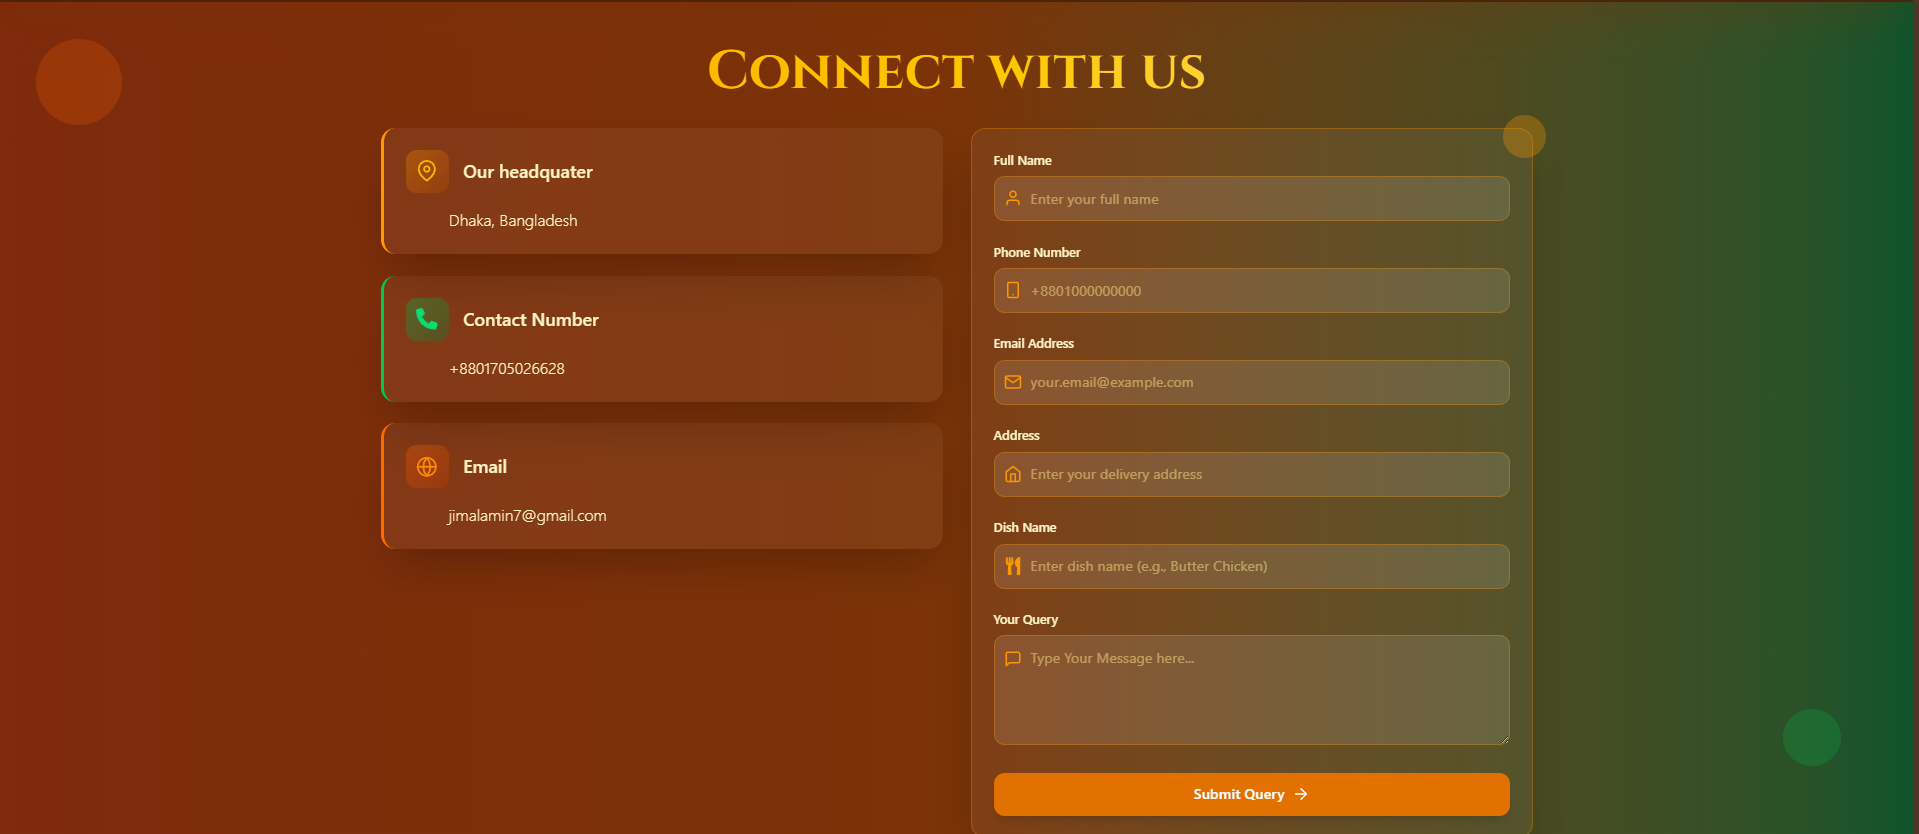 Connect with us
Our headquater
Dhaka, Bangladesh
Contact Number
+8801705026628
Email
jimalamin7@gmail.com
Full Name
Enter your full name
Phone Number
+8801000000000
Email Address
your.email@example.com
Address
Enter your delivery address
Dish Name
Enter dish name (e.g., Butter Chicken)
Your Query
Type Your Message here...
Submit Query